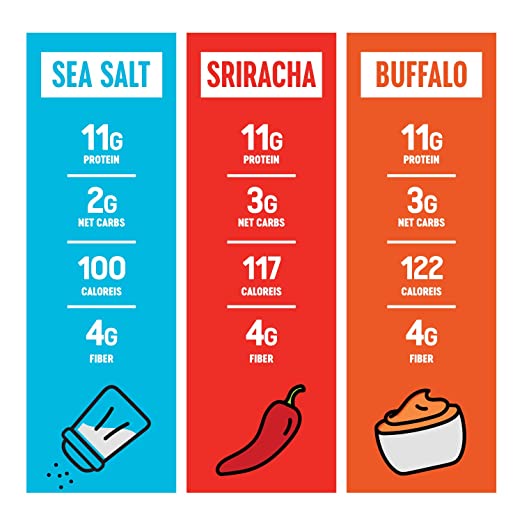 SEA SALT
11G
PROTEIN
2G
NET CARBS
100
CALOREIS
4G
FIBER
SRIRACHA
11G
PROTEIN
3G
NET CARBS
117
CALOREIS
4G
FIBER
BUFFALO
11G
PROTEIN
3G
NET CARBS
122
CALOREIS
4G
FIBER